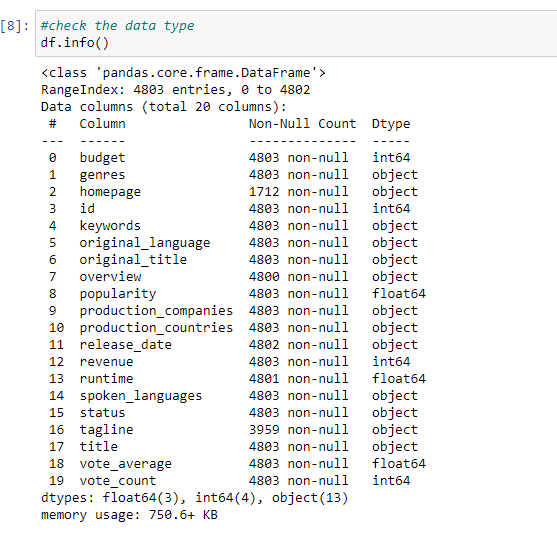 [8]: #check the data type
df.info()
<class 'pandas.core.frame.DataFrame'>
RangeIndex: 4803 entries, 0 to 4802
Data columns (total 20 columns):
 #   Column                Non-Null Count  Dtype
---  ------                --------------  -----
 0   budget                4803 non-null   int64
 1   genres                4803 non-null   object
 2   homepage              1712 non-null   object
 3   id                    4803 non-null   int64
 4   keywords              4803 non-null   object
 5   original_language     4803 non-null   object
 6   original_title        4803 non-null   object
 7   overview              4800 non-null   object
 8   popularity            4803 non-null   float64
 9   production_companies  4803 non-null   object
 10  production_countries  4803 non-null   object
 11  release_date          4802 non-null   object
 12  revenue               4803 non-null   int64
 13  runtime               4801 non-null   float64
 14  spoken_languages      4803 non-null   object
 15  status                4803 non-null   object
 16  tagline               3959 non-null   object
 17  title                 4803 non-null   object
 18  vote_average          4803 non-null   float64
 19  vote_count            4803 non-null   int64
dtypes: float64(3), int64(4), object(13)
memory usage: 750.6+ KB